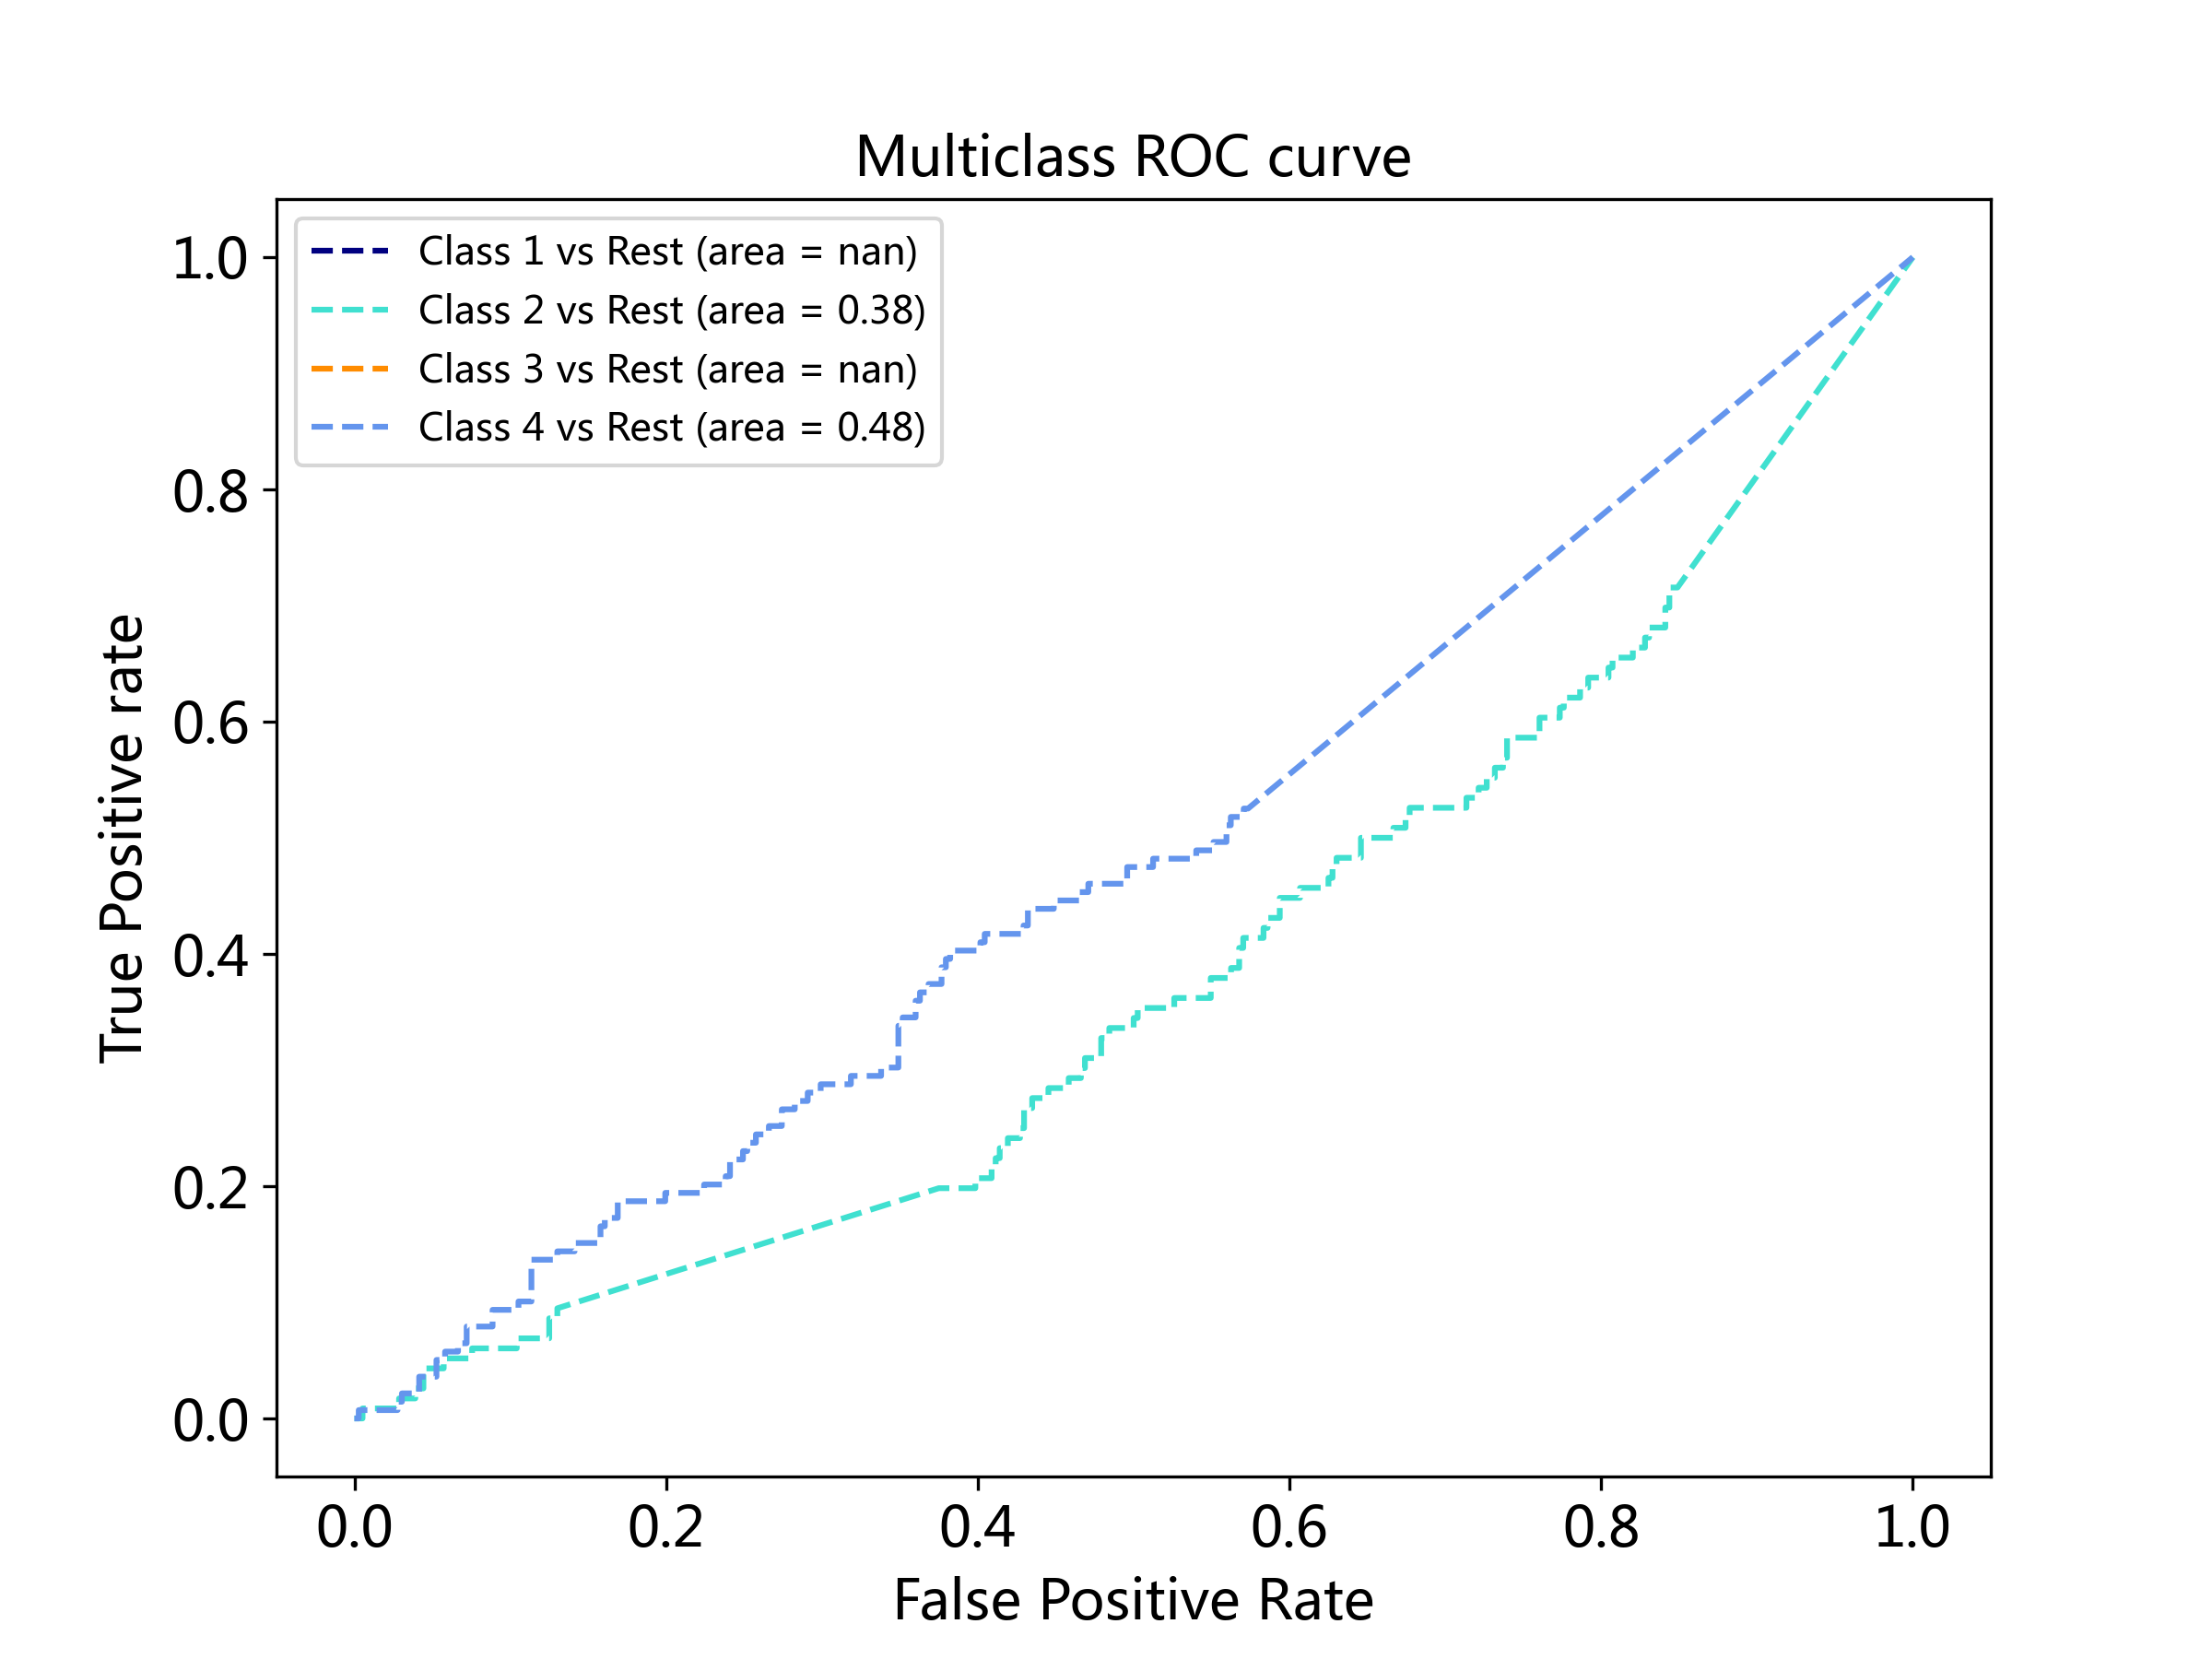 Multiclass ROC curve
Class 1 vs Rest (area = nan)
Class 2 vs Rest (area = 0.38)
Class 3 vs Rest (area = nan)
Class 4 vs Rest (area = 0.48)
True Positive rate
1.0
0.8
0.6
0.4
0.2
0.0
0.0 0.2 0.4 0.6 0.8 1.0
False Positive Rate